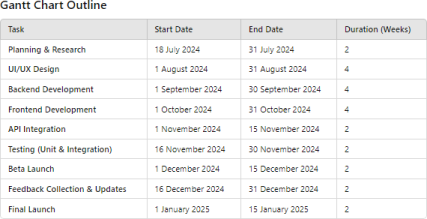 Gantt Chart Outline
Task Start Date End Date Duration (Weeks)
Planning & Research 18 July 2024 31 July 2024 2
UI/UX Design 1 August 2024 31 August 2024 4
Backend Development 1 September 2024 30 September 2024 4
Frontend Development 1 October 2024 31 October 2024 4
API Integration 1 November 2024 15 November 2024 2
Testing (Unit & Integration) 16 November 2024 30 November 2024 2
Beta Launch 1 December 2024 15 December 2024 2
Feedback Collection & Updates 16 December 2024 31 December 2024 2
Final Launch 1 January 2025 15 January 2025 2